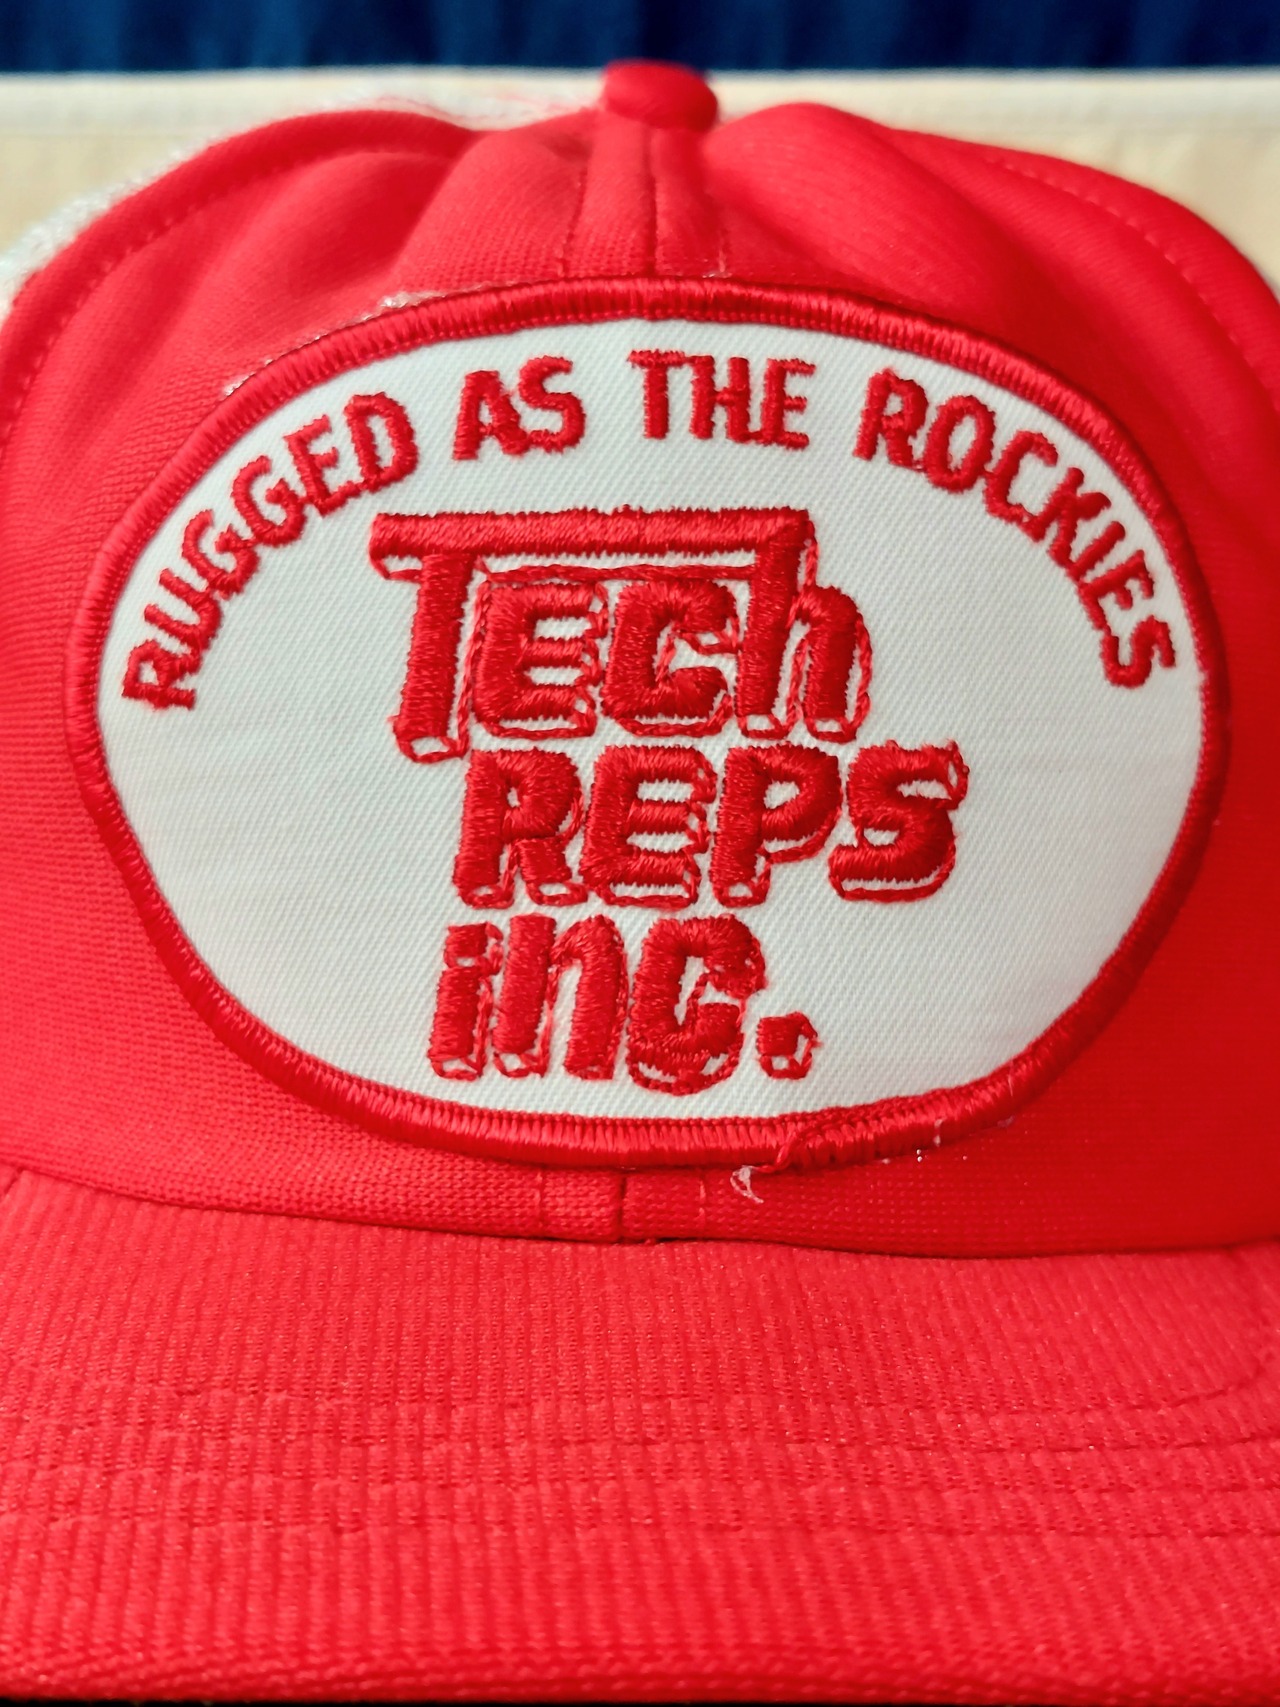 RUGGED AS THE ROCKIES
TECh
REPS
inc.